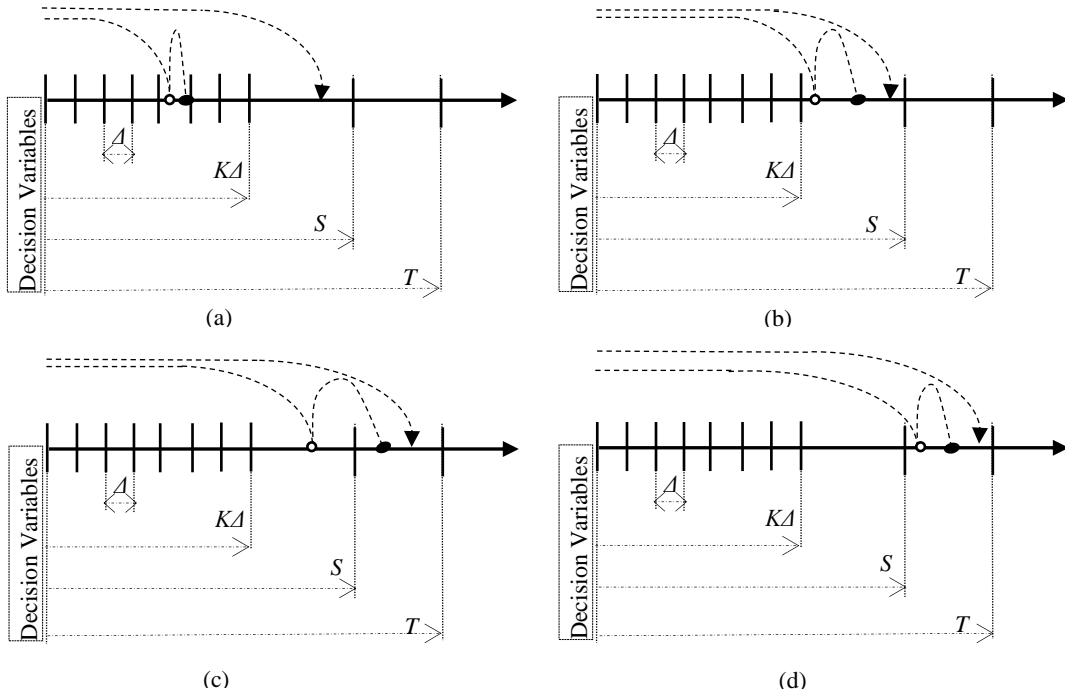 Decision Variables
Δ
KΔ
S
T
(a)
Decision Variables
Δ
KΔ
S
T
(b)
Decision Variables
Δ
KΔ
S
T
(c)
Decision Variables
Δ
KΔ
S
T
(d)